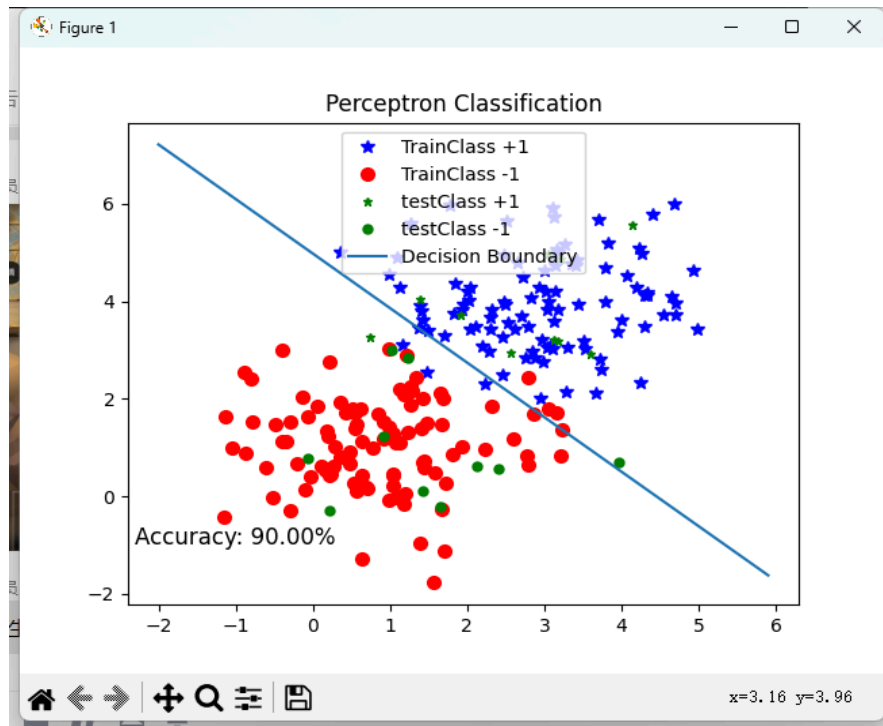 Figure 1
Perceptron Classification
TrainClass +1
TrainClass -1
testClass +1
testClass -1
Decision Boundary
6
4
2
0
−2
Accuracy: 90.00%
−2 −1 0 1 2 3 4 5 6
x=3.16 y=3.96